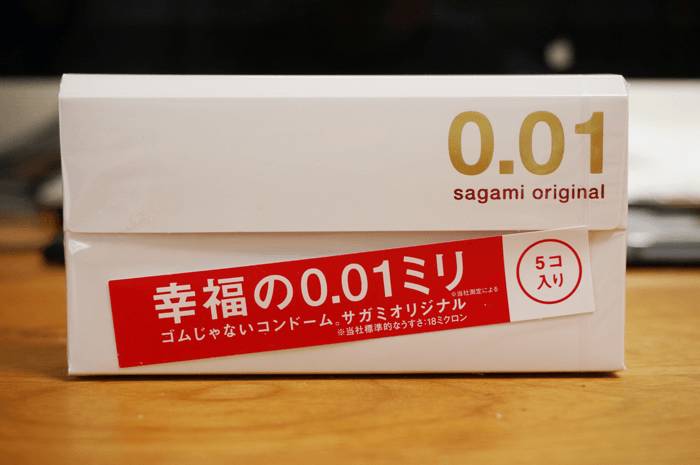 0.01
sagami original
幸福の0.01ミリ
※当社測定による
5コ
入り
ゴムじゃないコンドーム。サガミオリジナル
※当社標準的なうすさ:18ミクロン